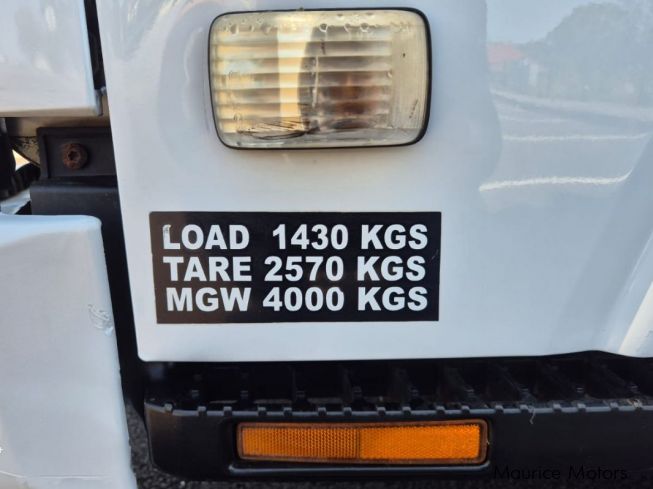 LOAD 1430 KGS
TARE 2570 KGS
MGW 4000 KGS
Maurice Motors